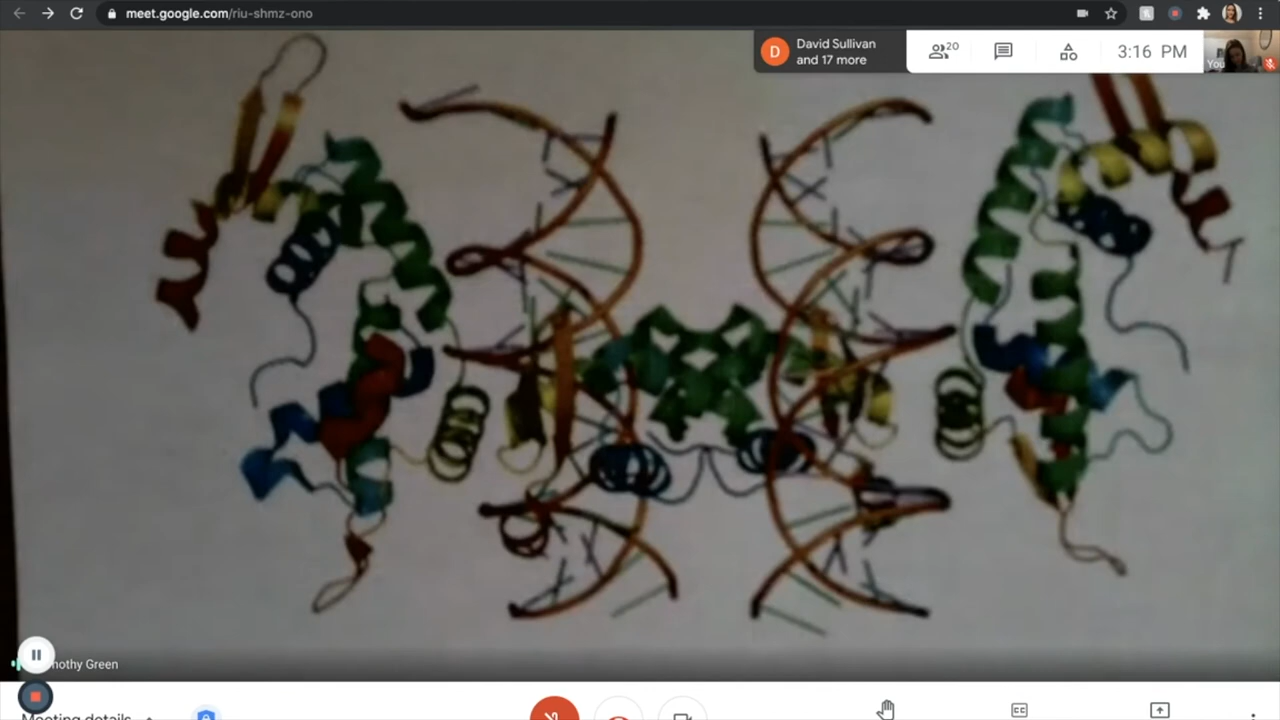 meet.google.com/riu-shmz-ono
D
David Sullivan
and 17 more
20
3:16 PM
You
mothy Green
Meeting details
CC